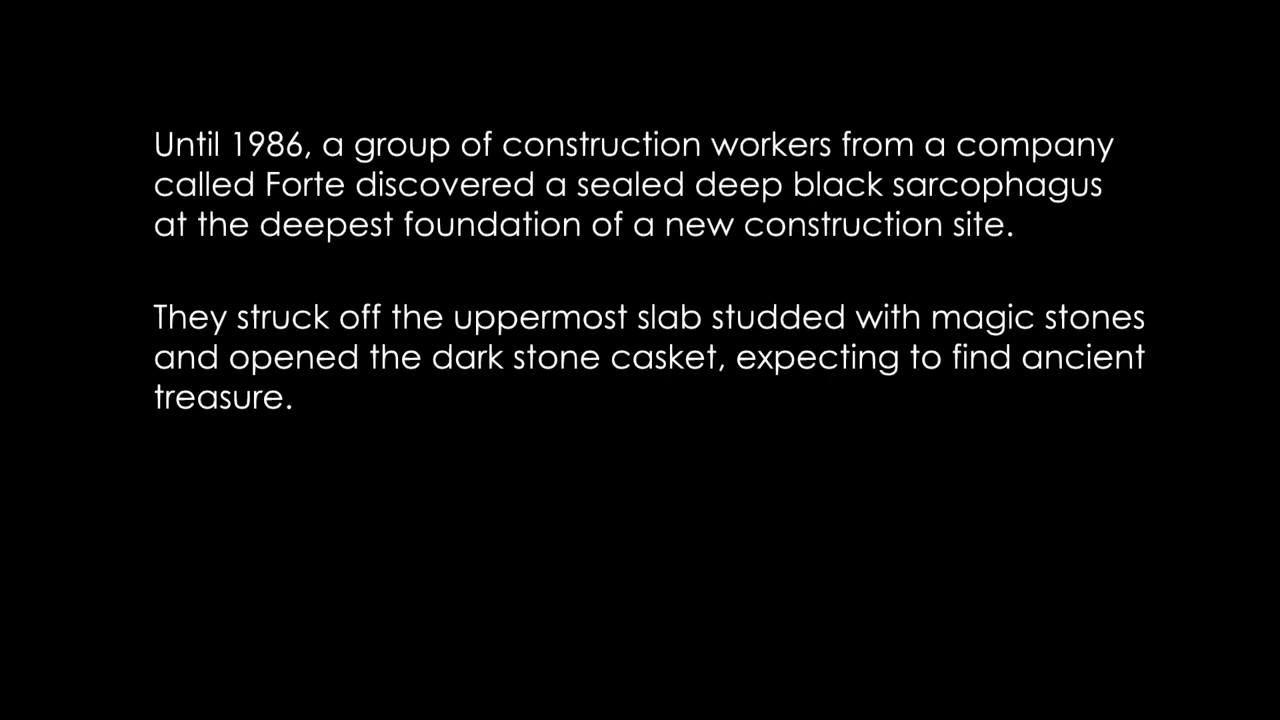 Until 1986, a group of construction workers from a company
called Forte discovered a sealed deep black sarcophagus
at the deepest foundation of a new construction site.
They struck off the uppermost slab studded with magic stones
and opened the dark stone casket, expecting to find ancient
treasure.